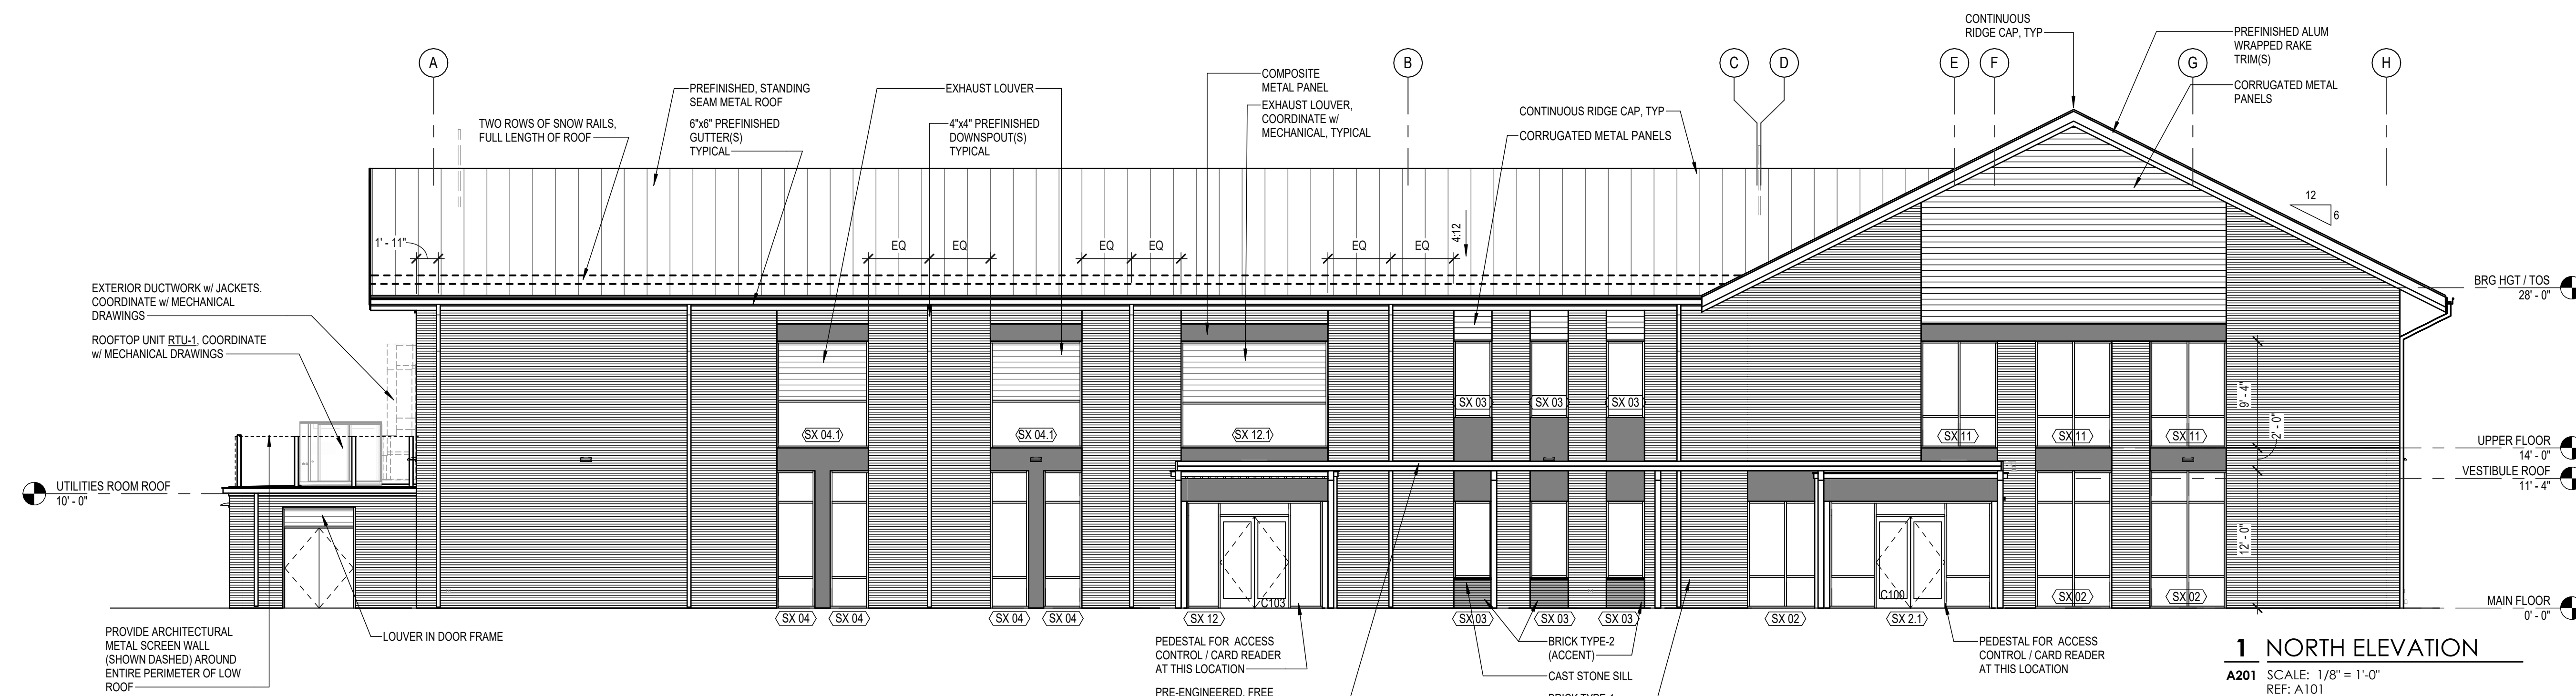 CONTINUOUS
RIDGE CAP, TYP
PREFINISHED ALUM
WRAPPED RAKE
TRIM(S)
A
B
C
D
E
F
G
H
PREFINISHED, STANDING
SEAM METAL ROOF
EXHAUST LOUVER
COMPOSITE
METAL PANEL
CORRUGATED METAL
PANELS
TWO ROWS OF SNOW RAILS,
FULL LENGTH OF ROOF
6"x6" PREFINISHED
GUTTER(S)
TYPICAL
4"x4" PREFINISHED
DOWNSPOUT(S)
TYPICAL
EXHAUST LOUVER,
COORDINATE w/
MECHANICAL, TYPICAL
CONTINUOUS RIDGE CAP, TYP
CORRUGATED METAL PANELS
12
6
1' - 11"
EQ
EQ
EQ
EQ
EQ
EQ
4:12
EXTERIOR DUCTWORK w/ JACKETS.
COORDINATE w/ MECHANICAL
DRAWINGS
BRG HGT / TOS
28' - 0"
ROOFTOP UNIT RTU-1, COORDINATE
w/ MECHANICAL DRAWINGS
9' - 4"
SX 03
SX 03
SX 03
2' - 0"
SX 04.1
SX 04.1
SX 12.1
SX 11
SX 11
SX 11
UPPER FLOOR
14' - 0"
VESTIBULE ROOF
11' - 4"
UTILITIES ROOM ROOF
10' - 0"
12' - 0"
C103
C100
SX 02
SX 02
MAIN FLOOR
0' - 0"
SX 04
SX 04
SX 04
SX 04
SX 12
SX 03
SX 03
SX 03
SX 02
SX 2.1
PROVIDE ARCHITECTURAL
METAL SCREEN WALL
(SHOWN DASHED) AROUND
ENTIRE PERIMETER OF LOW
ROOF
LOUVER IN DOOR FRAME
PEDESTAL FOR ACCESS
CONTROL / CARD READER
AT THIS LOCATION
BRICK TYPE-2
(ACCENT)
CAST STONE SILL
PEDESTAL FOR ACCESS
CONTROL / CARD READER
AT THIS LOCATION
1 NORTH ELEVATION
A201 SCALE: 1/8" = 1'-0"
REF: A101
PRE-ENGINEERED, FREE